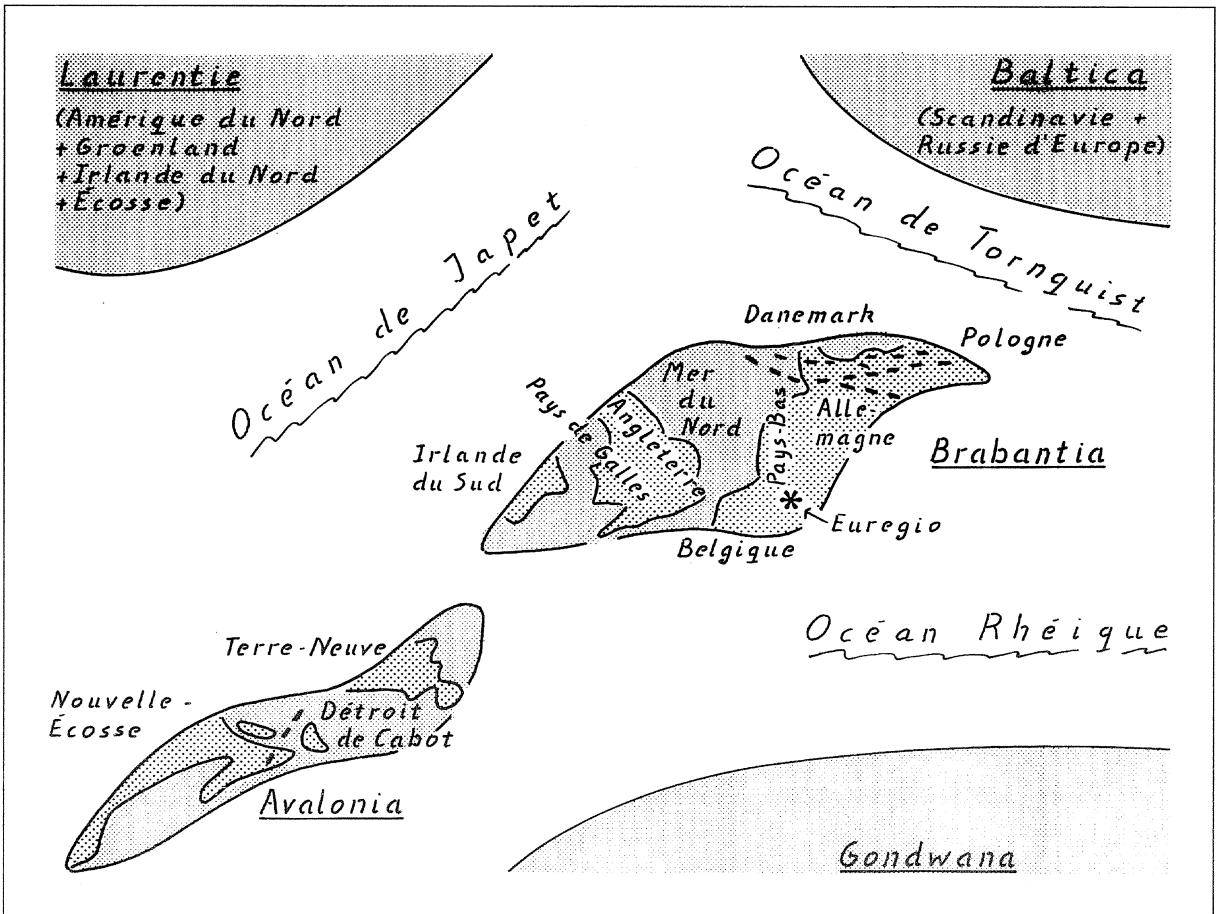 Laurentie
(Amérique du Nord
+ Groenland
+ Irlande du Nord
+ Écosse)
Baltica
(Scandinavie +
Russie d'Europe)
Océan de Japet
Océan de Tornquist
Danemark
Pologne
Mer
du
Nord
Pays-Bas
Alle-
magne
Pays de Galles
Angleterre
Irlande
du Sud
Brabantia
Euregio
Belgique
Océan Rhéique
Terre-Neuve
Nouvelle-
Écosse
Détroit
de Cabot
Avalonia
Gondwana